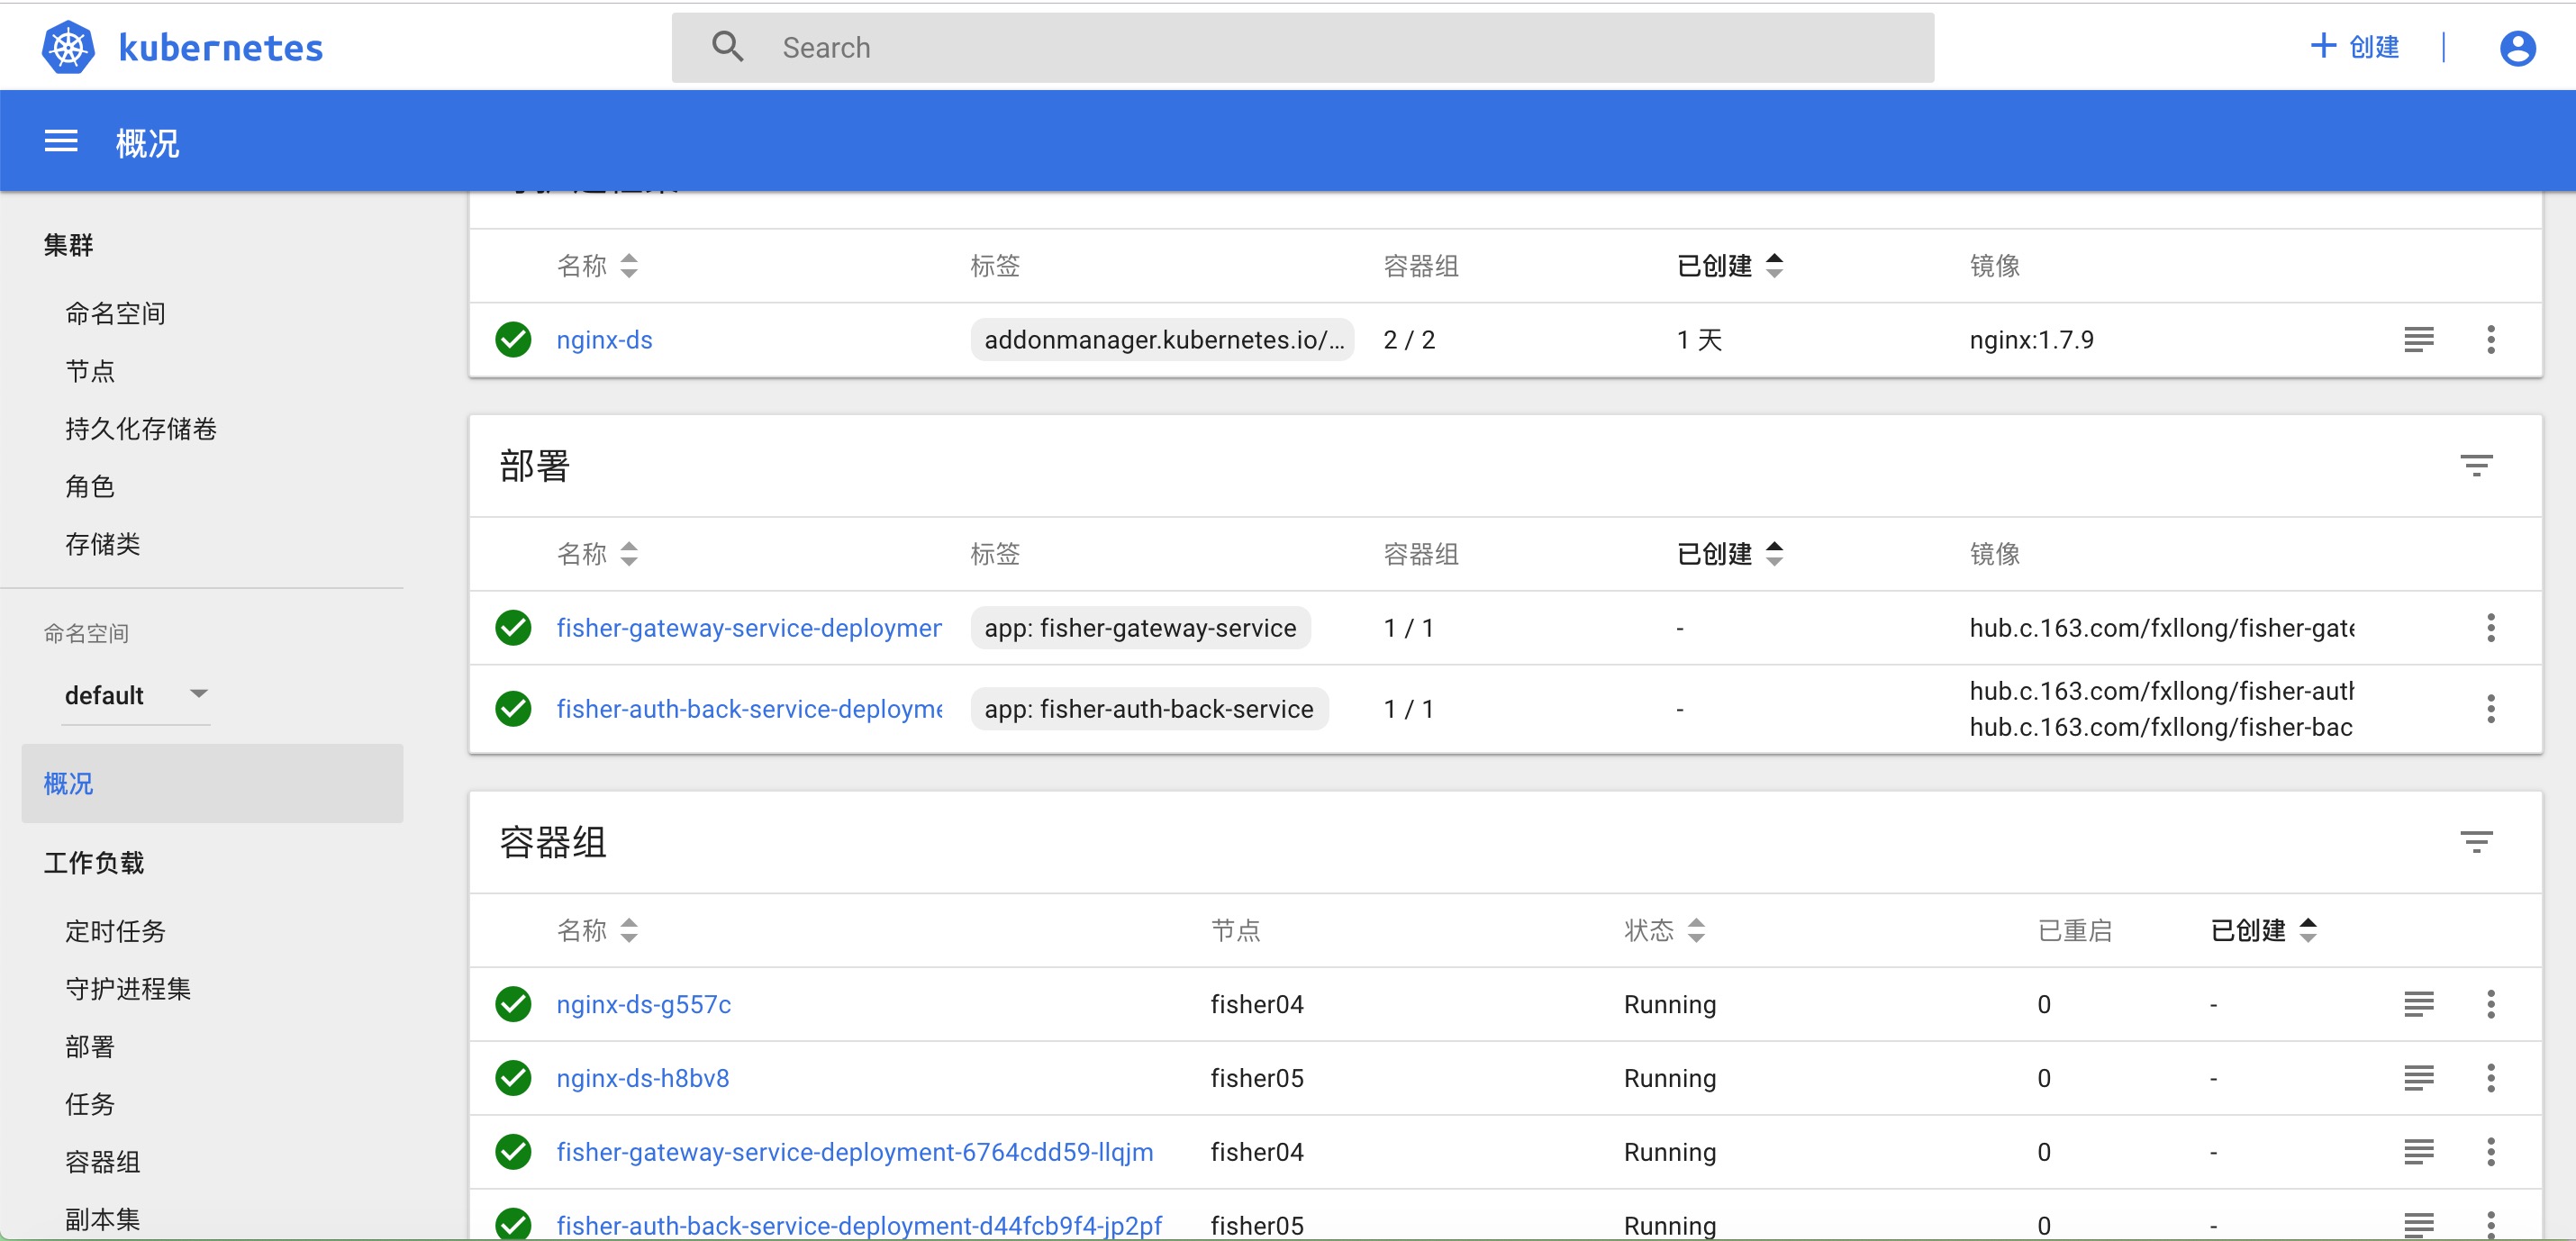 kubernetes
Search
创建
概况
集群
命名空间
节点
持久化存储卷
角色
存储类
命名空间
default
概况
工作负载
定时任务
守护进程集
部署
任务
容器组
副本集
名称 标签 容器组 已创建 镜像
nginx-ds addonmanager.kubernetes.io/... 2 / 2 1 天 nginx:1.7.9
部署
名称 标签 容器组 已创建 镜像
fisher-gateway-service-deploymen app: fisher-gateway-service 1 / 1 - hub.c.163.com/fxllong/fisher-gate
fisher-auth-back-service-deployme app: fisher-auth-back-service 1 / 1 - hub.c.163.com/fxllong/fisher-auth
hub.c.163.com/fxllong/fisher-bac
容器组
名称 节点 状态 已重启 已创建
nginx-ds-g557c fisher04 Running 0 -
nginx-ds-h8bv8 fisher05 Running 0 -
fisher-gateway-service-deployment-6764cdd59-llqjm fisher04 Running 0 -
fisher-auth-back-service-deployment-d44fcb9f4-jp2pf fisher05 Running 0 -